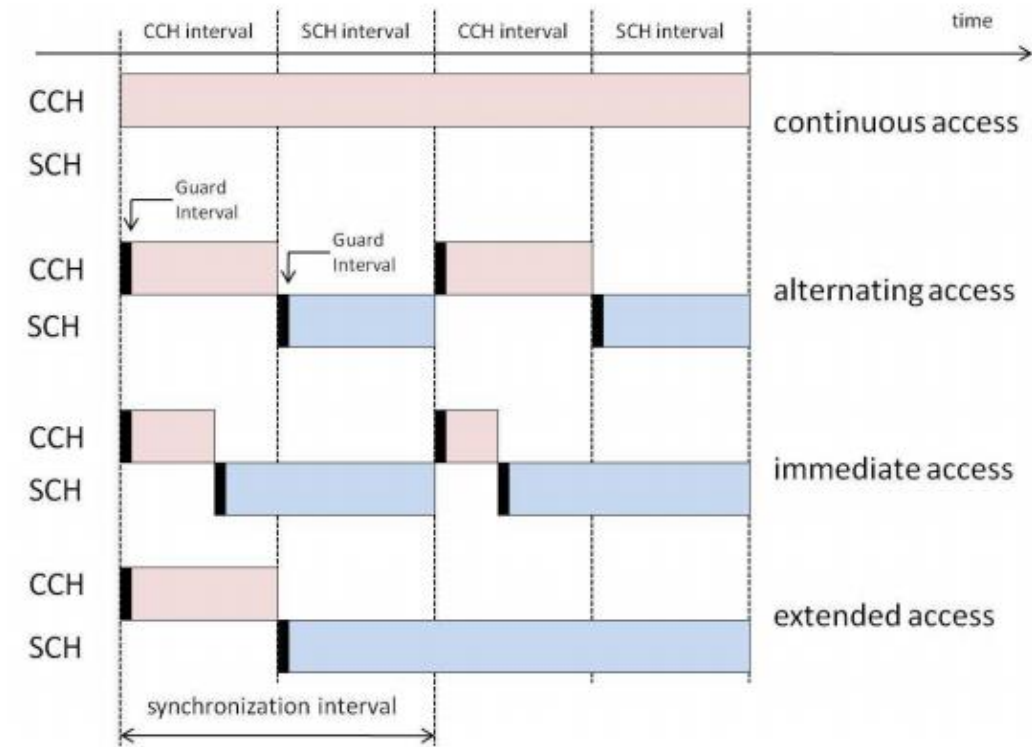 CCH interval SCH interval CCH interval SCH interval time
CCH
continuous access
SCH
Guard
Interval
Guard
Interval
CCH
alternating access
SCH
CCH
immediate access
SCH
CCH
extended access
SCH
synchronization interval